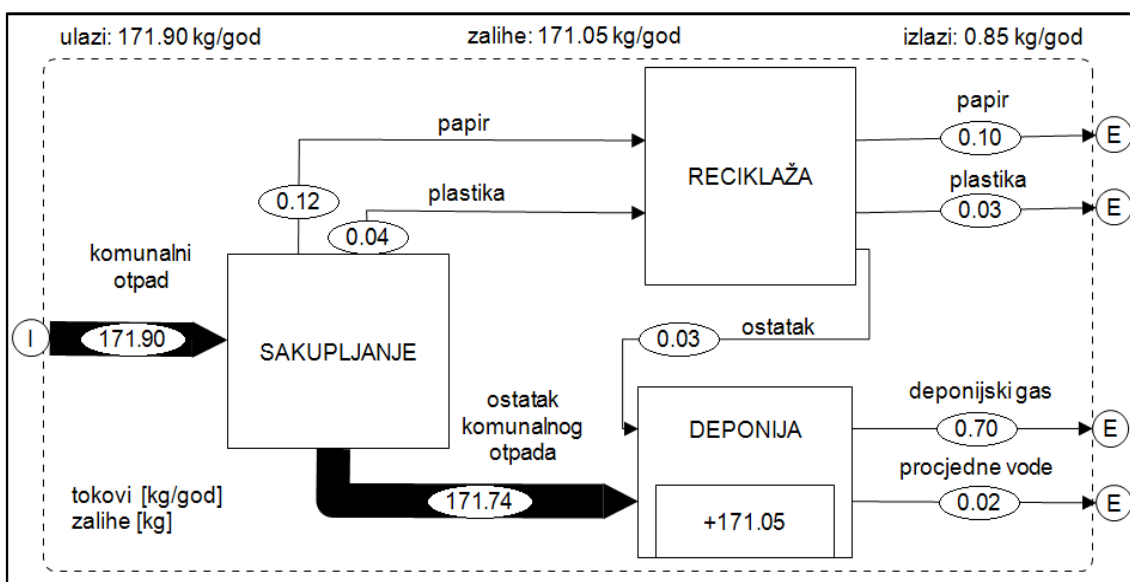 ulazi: 171.90 kg/god
zalihe: 171.05 kg/god
izlazi: 0.85 kg/god
papir
0.12
plastika
0.04
RECIKLAŽA
papir
0.10
E
plastika
0.03
E
komunalni
otpad
I
171.90
SAKUPLJANJE
ostatak
0.03
ostatak
komunalnog
otpada
171.74
DEPONIJA
+171.05
deponijski gas
0.70
E
procjedne vode
0.02
E
tokovi [kg/god]
zalihe [kg]